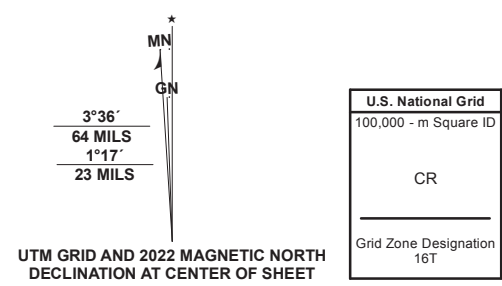 ★
MN
GN
3°36´
64 MILS
1°17´
23 MILS
UTM GRID AND 2022 MAGNETIC NORTH
DECLINATION AT CENTER OF SHEET
U.S. National Grid
100,000 - m Square ID
CR
Grid Zone Designation
16T